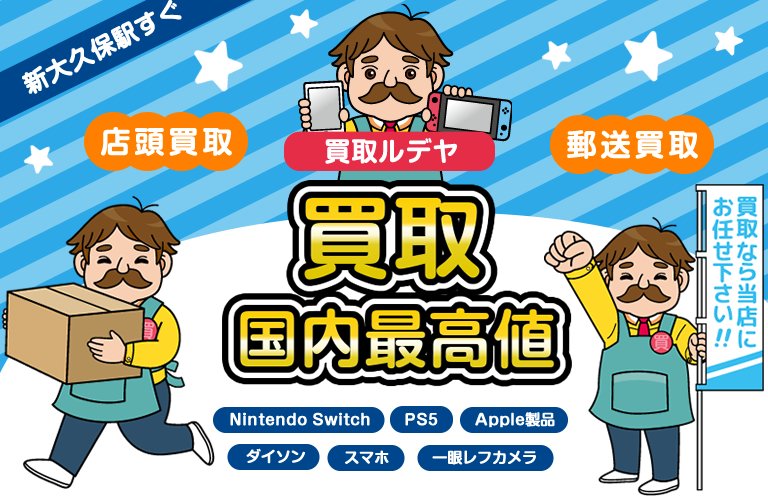 新大久保駅すぐ
店頭買取
買取ルデヤ
郵送買取
買取
国内最高値
買取なら当店に
お任せ下さい!!
買
買
Nintendo Switch
PS5
Apple製品
ダイソン
スマホ
一眼レフカメラ